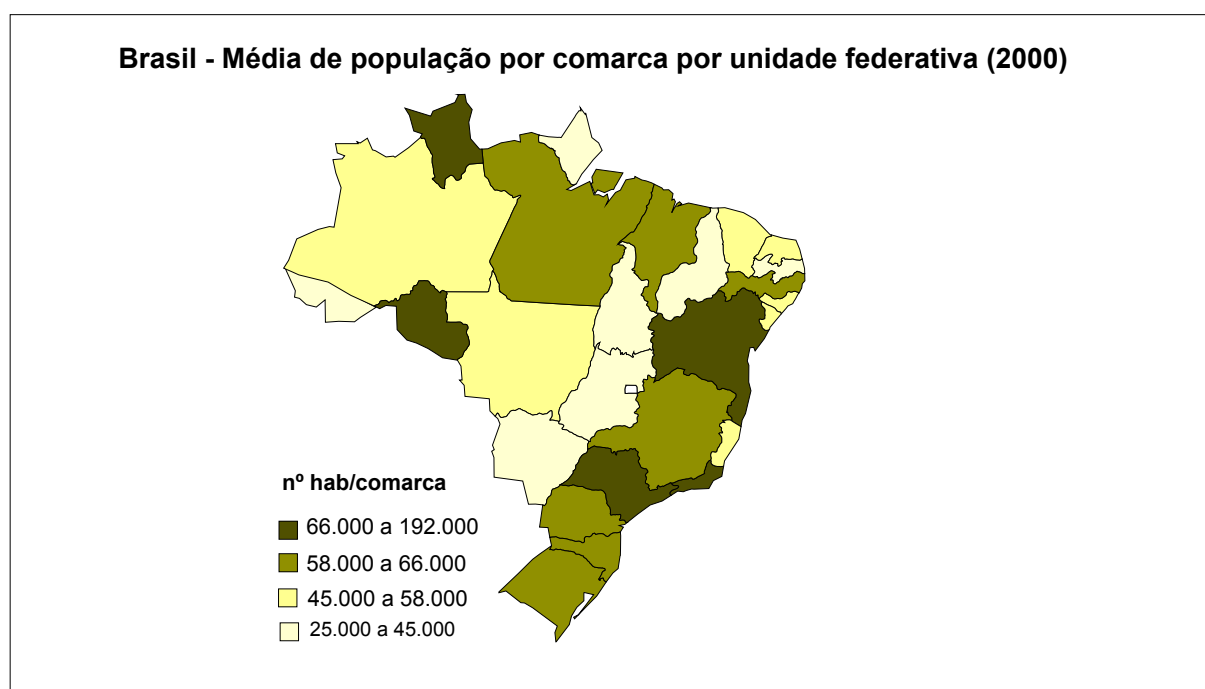 Brasil - Média de população por comarca por unidade federativa (2000)
nº hab/comarca
66.000 a 192.000
58.000 a 66.000
45.000 a 58.000
25.000 a 45.000